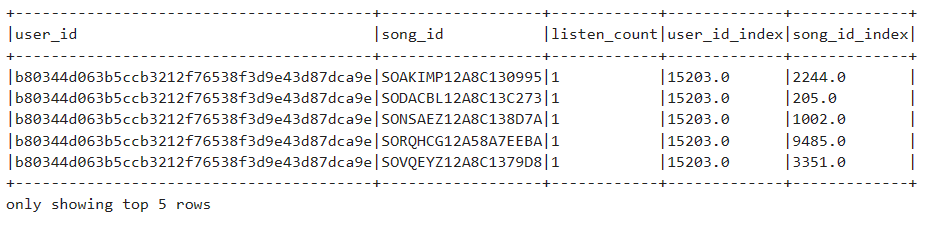 +----------------------------------------+------------------+------------+-------------+-------------+
|user_id                                 |song_id           |listen_count|user_id_index|song_id_index|
+----------------------------------------+------------------+------------+-------------+-------------+
|b80344d063b5ccb3212f76538f3d9e43d87dca9e|SOAKIMP12A8C130995|1           |15203.0      |2244.0       |
|b80344d063b5ccb3212f76538f3d9e43d87dca9e|SODACBL12A8C13C273|1           |15203.0      |205.0        |
|b80344d063b5ccb3212f76538f3d9e43d87dca9e|SONSAEZ12A8C138D7A|1           |15203.0      |1002.0       |
|b80344d063b5ccb3212f76538f3d9e43d87dca9e|SORQHCG12A58A7EEBA|1           |15203.0      |9485.0       |
|b80344d063b5ccb3212f76538f3d9e43d87dca9e|SOVQEYZ12A8C1379D8|1           |15203.0      |3351.0       |
+----------------------------------------+------------------+------------+-------------+-------------+
only showing top 5 rows